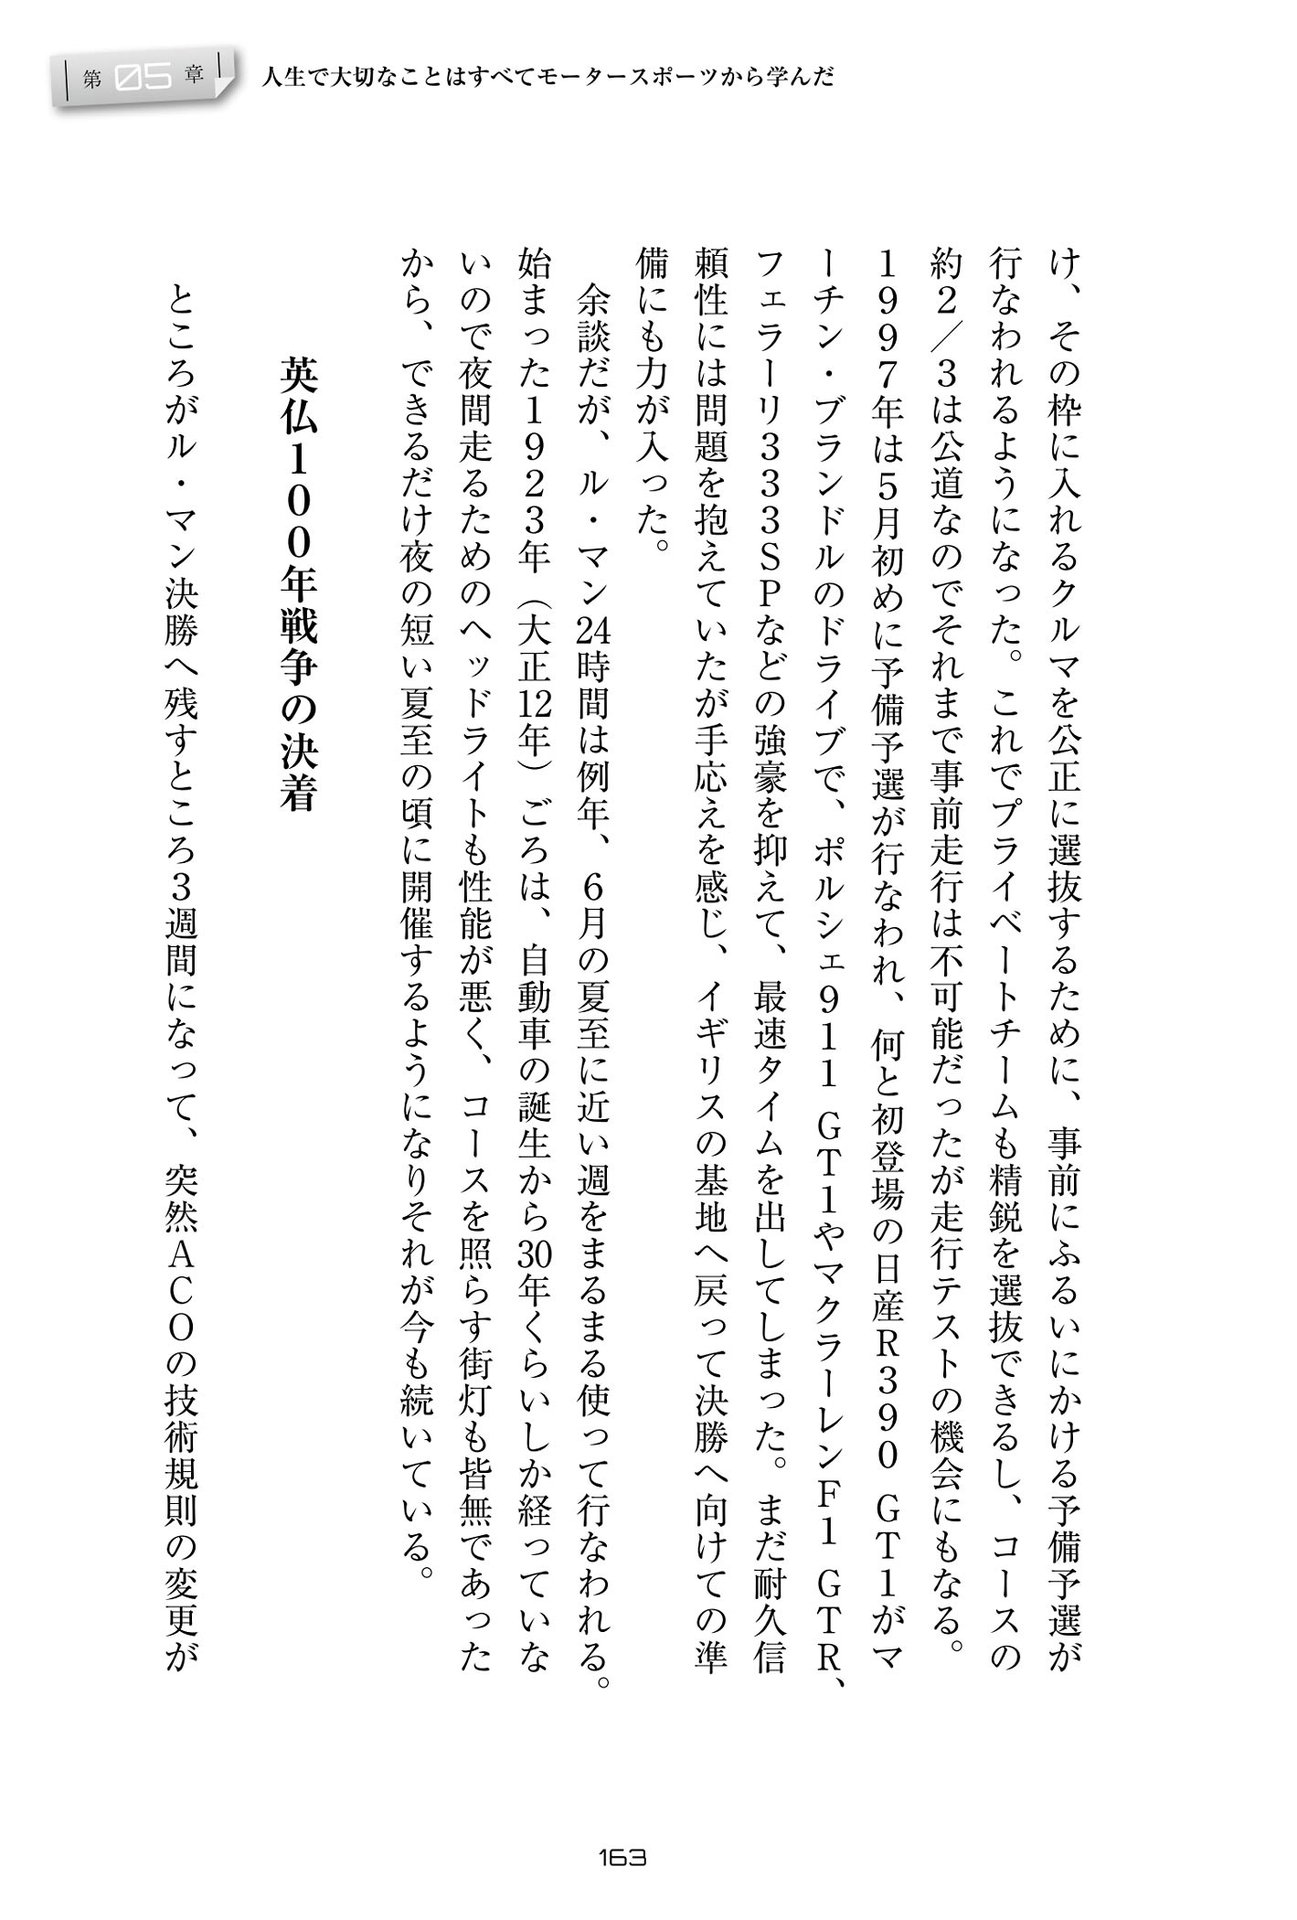 第05章
人生で大切なことはすべてモータースポーツから学んだ
け、その枠に入れるクルマを公正に選抜するために、事前にふるいにかける予備予選が
行なわれるようになった。これでプライベートチームも精鋭を選抜できるし、コースの
約2／3は公道なのでそれまで事前走行は不可能だったが走行テストの機会にもなる。
1997年は5月初めに予備予選が行なわれ、何と初登場の日産R390 GT1がマ
ーチン・ブランドルのドライブで、ポルシェ911 GT1やマクラーレンF1 GTR、
フェラーリ333SPなどの強豪を抑えて、最速タイムを出してしまった。まだ耐久信
頼性には問題を抱えていたが手応えを感じ、イギリスの基地へ戻って決勝へ向けての準
備にも力が入った。
余談だが、ル・マン24時間は例年、6月の夏至に近い週をまるまる使って行なわれる。
始まった1923年（大正12年）ごろは、自動車の誕生から30年くらいしか経っていな
いので夜間走るためのヘッドライトも性能が悪く、コースを照らす街灯も皆無であった
から、できるだけ夜の短い夏至の頃に開催するようになりそれが今も続いている。
英仏100年戦争の決着
ところがル・マン決勝へ残すところ3週間になって、突然ACOの技術規則の変更が
163